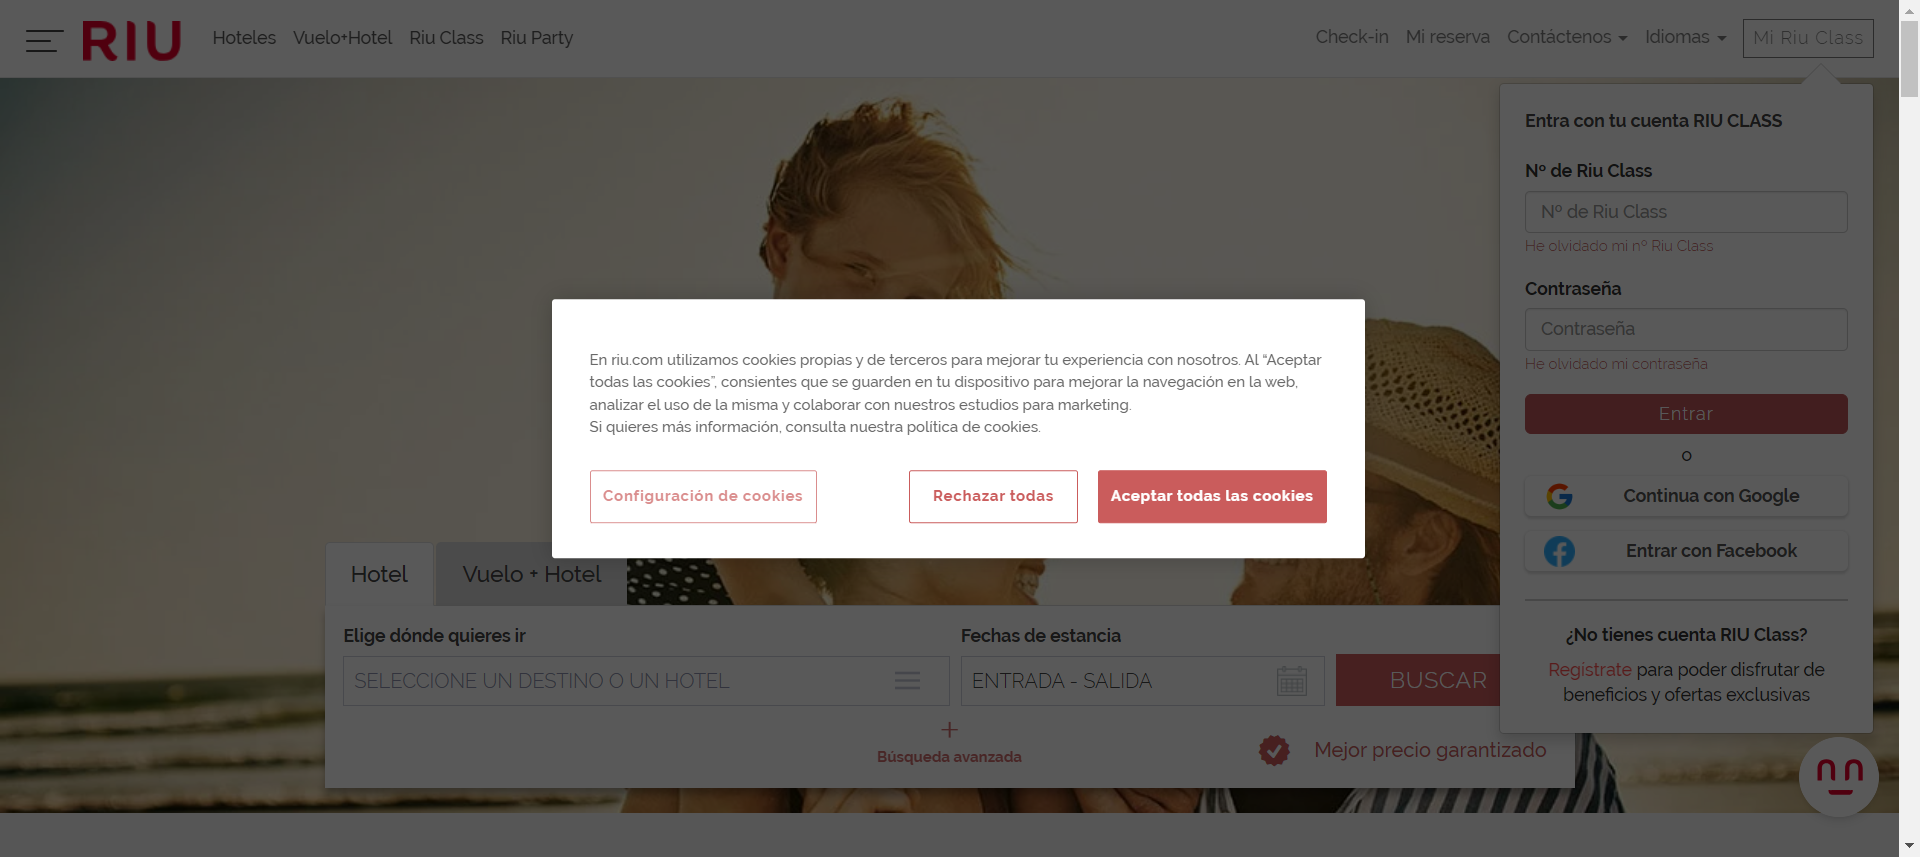 RIU
Hoteles
Vuelo+Hotel
Riu Class
Riu Party
Check-in
Mi reserva
Contáctenos
Idiomas
Mi Riu Class
Entra con tu cuenta RIU CLASS
Nº de Riu Class
Nº de Riu Class
He olvidado mi nº Riu Class
Contraseña
Contraseña
He olvidado mi contraseña
Entrar
o
Continua con Google
Entrar con Facebook
¿No tienes cuenta RIU Class?
Regístrate para poder disfrutar de
beneficios y ofertas exclusivas
En riu.com utilizamos cookies propias y de terceros para mejorar tu experiencia con nosotros. Al “Aceptar
todas las cookies”, consientes que se guarden en tu dispositivo para mejorar la navegación en la web,
analizar el uso de la misma y colaborar con nuestros estudios para marketing.
Si quieres más información, consulta nuestra política de cookies.
Configuración de cookies
Rechazar todas
Aceptar todas las cookies
Hotel
Vuelo + Hotel
Elige dónde quieres ir
Fechas de estancia
SELECCIONE UN DESTINO O UN HOTEL
ENTRADA - SALIDA
BUSCAR
+
Búsqueda avanzada
Mejor precio garantizado